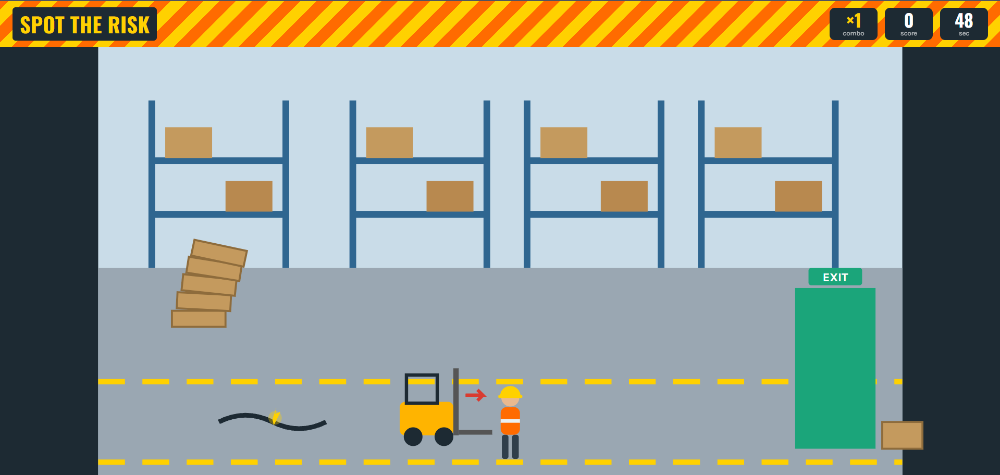 SPOT THE RISK
×1
combo
0
score
48
sec
EXIT